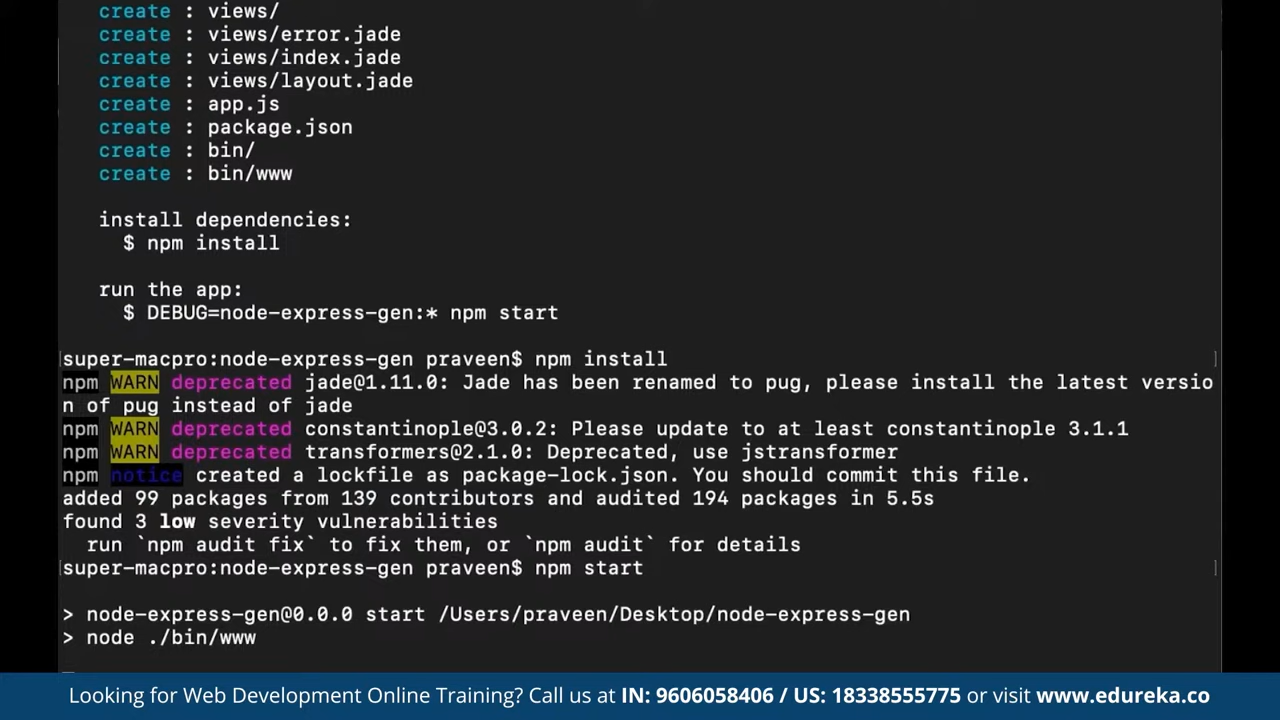 create : views/
create : views/error.jade
create : views/index.jade
create : views/layout.jade
create : app.js
create : package.json
create : bin/
create : bin/www
install dependencies:
$ npm install
run the app:
$ DEBUG=node-express-gen:* npm start
[super-macpro:node-express-gen praveen$ npm install ]
npm WARN deprecated jade@1.11.0: Jade has been renamed to pug, please install the latest versio
n of pug instead of jade
npm WARN deprecated constantinople@3.0.2: Please update to at least constantinople 3.1.1
npm WARN deprecated transformers@2.1.0: Deprecated, use jstransformer
npm notice created a lockfile as package-lock.json. You should commit this file.
added 99 packages from 139 contributors and audited 194 packages in 5.5s
found 3 low severity vulnerabilities
run `npm audit fix` to fix them, or `npm audit` for details
[super-macpro:node-express-gen praveen$ npm start ]
> node-express-gen@0.0.0 start /Users/praveen/Desktop/node-express-gen
> node ./bin/www
Looking for Web Development Online Training? Call us at IN: 9606058406 / US: 18338555775 or visit www.edureka.co